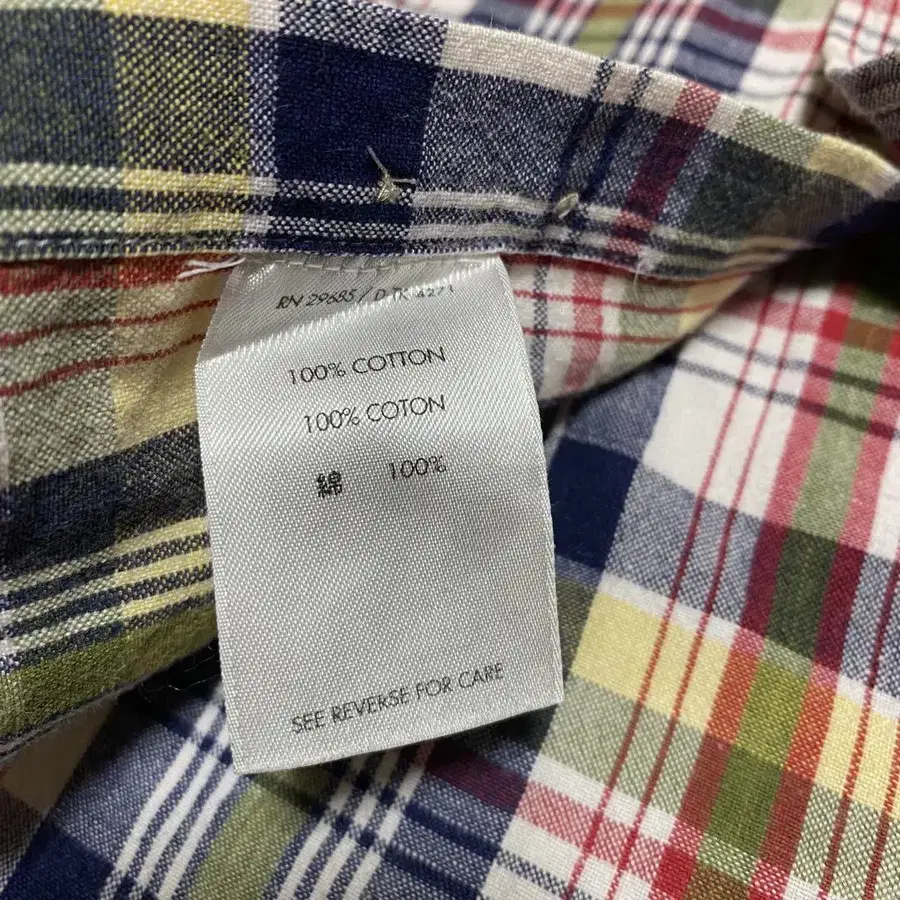 RN 29685 / D TK 4271
100% COTTON
100% COTON
綿 100%
SEE REVERSE FOR CARE